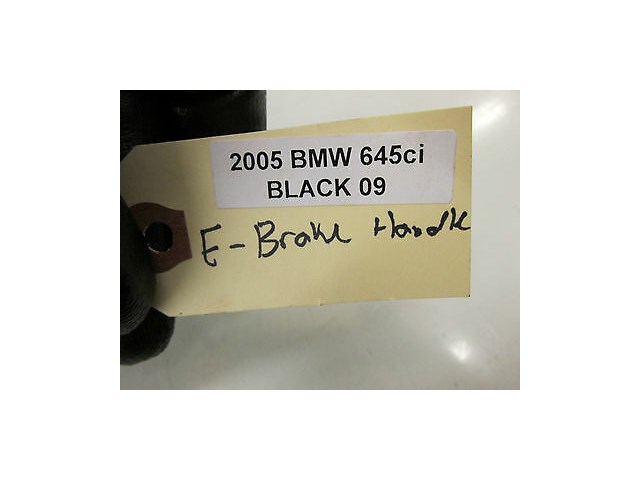 2005 BMW 645ci
BLACK 09
E-Brake Handle